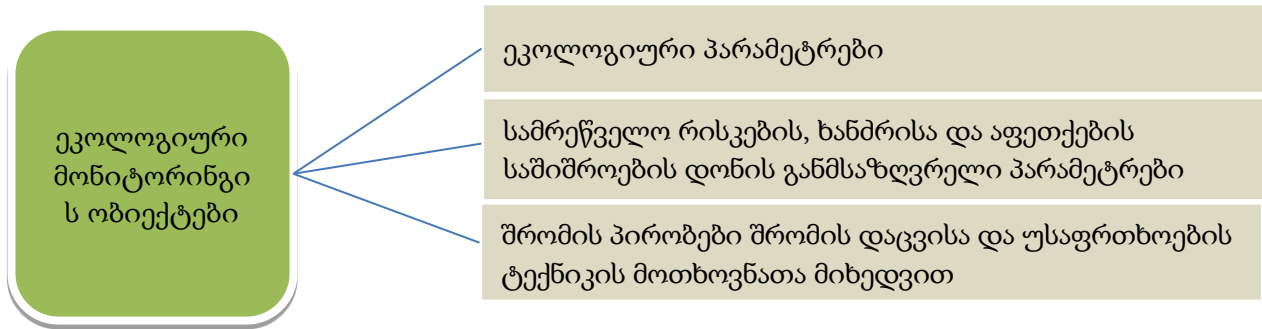 ეკოლოგიური
მონიტორინგი
ს ობიექტები
ეკოლოგიური პარამეტრები
სამრეწველო რისკების, ხანძრისა და აფეთქების
საშიშროების დონის განმსაზღვრელი პარამეტრები
შრომის პირობები შრომის დაცვისა და უსაფრთხოების
ტექნიკის მოთხოვნათა მიხედვით